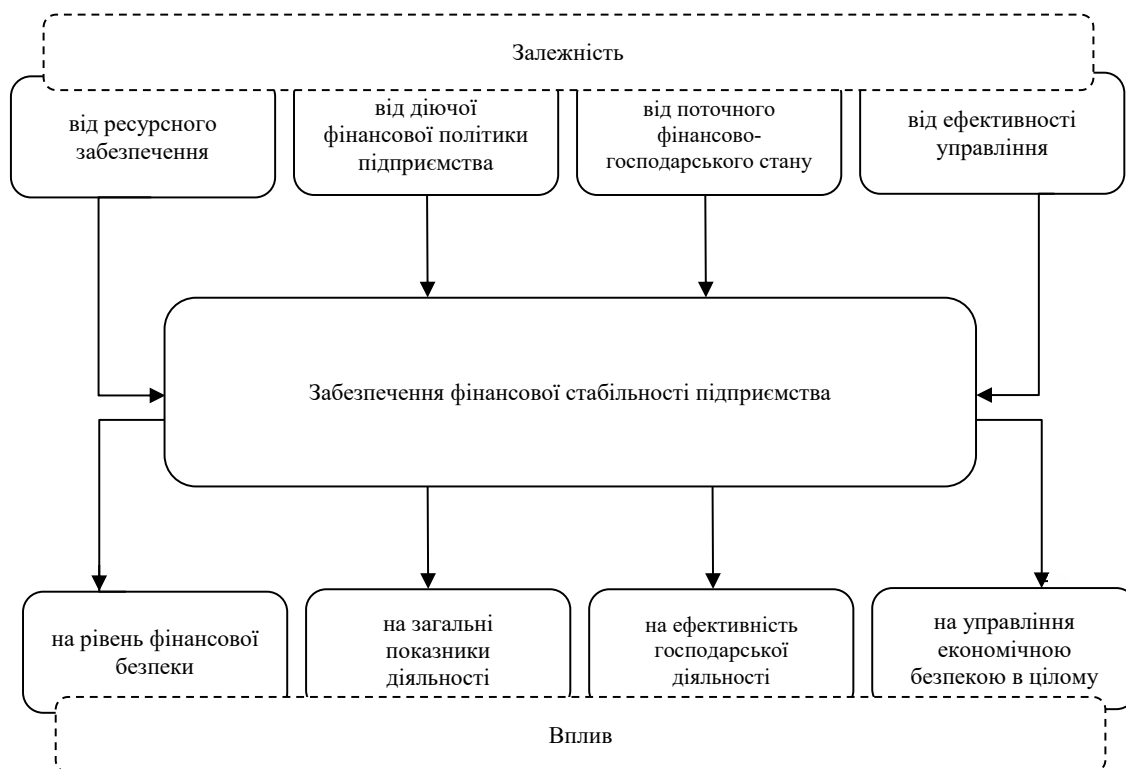 Залежність
від ресурсного
забезпечення
від діючої
фінансової політики
підприємства
від поточного
фінансово-
господарського стану
від ефективності
управління
Забезпечення фінансової стабільності підприємства
на рівень фінансової
безпеки
на загальні
показники
діяльності
на ефективність
господарської
діяльності
на управління
економічною
безпекою в цілому
Вплив